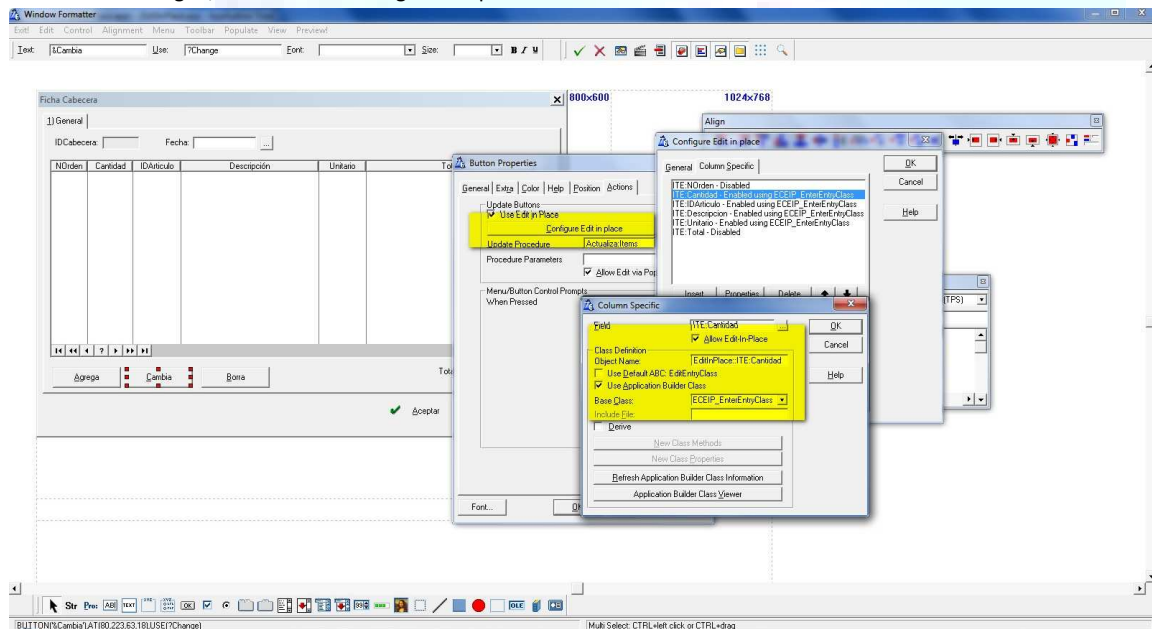 Window Formatter
Exit! Edit Control Alignment Menu Toolbar Populate View Preview!
Text: &Cambia Use: ?Change Font: Size: B I U
800x600 1024x768
Ficha Cabecera
1) General
IDCabecera: Fecha: ...
NOrden Cantidad IDArticulo Descripción Unitario
Agrega Cambia Borra
Aceptar
Align
Button Properties
General Extra Color Help Position Actions
Update Buttons
Use Edit in Place
Configure Edit in place
Update Procedure Actualiza:Items
Procedure Parameters
Allow Edit via
Menu/Button Control Prompts
When Pressed
Font...
Configure Edit in place
General Column Specific
ITE:NOrden - Disabled
ITE:Cantidad - Enabled using ECEIP_EnterEntryClass
ITE:IDArticulo - Enabled using ECEIP_EnterEntryClass
ITE:Descripcion - Enabled using ECEIP_EnterEntryClass
ITE:Unitario - Enabled using ECEIP_EnterEntryClass
ITE:Total - Disabled
Insert Properties Delete
OK
Cancel
Help
(TPS)
Column Specific
Field ITE:Cantidad ...
Allow Edit-In-Place
Class Definition
Object Name: EditInPlace::ITE:Cantidad
Use Default ABC: EditEntryClass
Use Application Builder Class
Base Class: ECEIP_EnterEntryClass
Include File:
Derive
New Class Methods
New Class Properties
Refresh Application Builder Class Information
Application Builder Class Viewer
OK
Cancel
Help
Str Pro: ABI TEXT OK OLE
BUTTON('&Cambia'),AT(80,223,63,18),USE(?Change) Multi Select: CTRL+left click or CTRL+drag